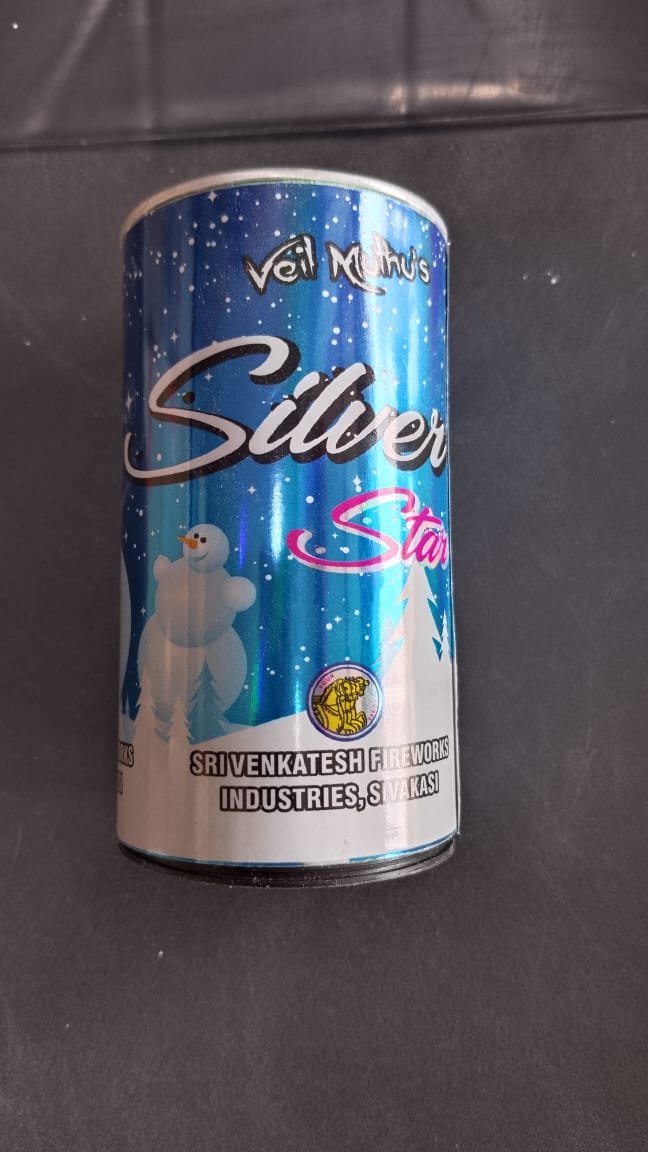 Veil Muthu's
Silver
Star
SRI VENKATESH FIREWORKS
INDUSTRIES, SIVAKASI